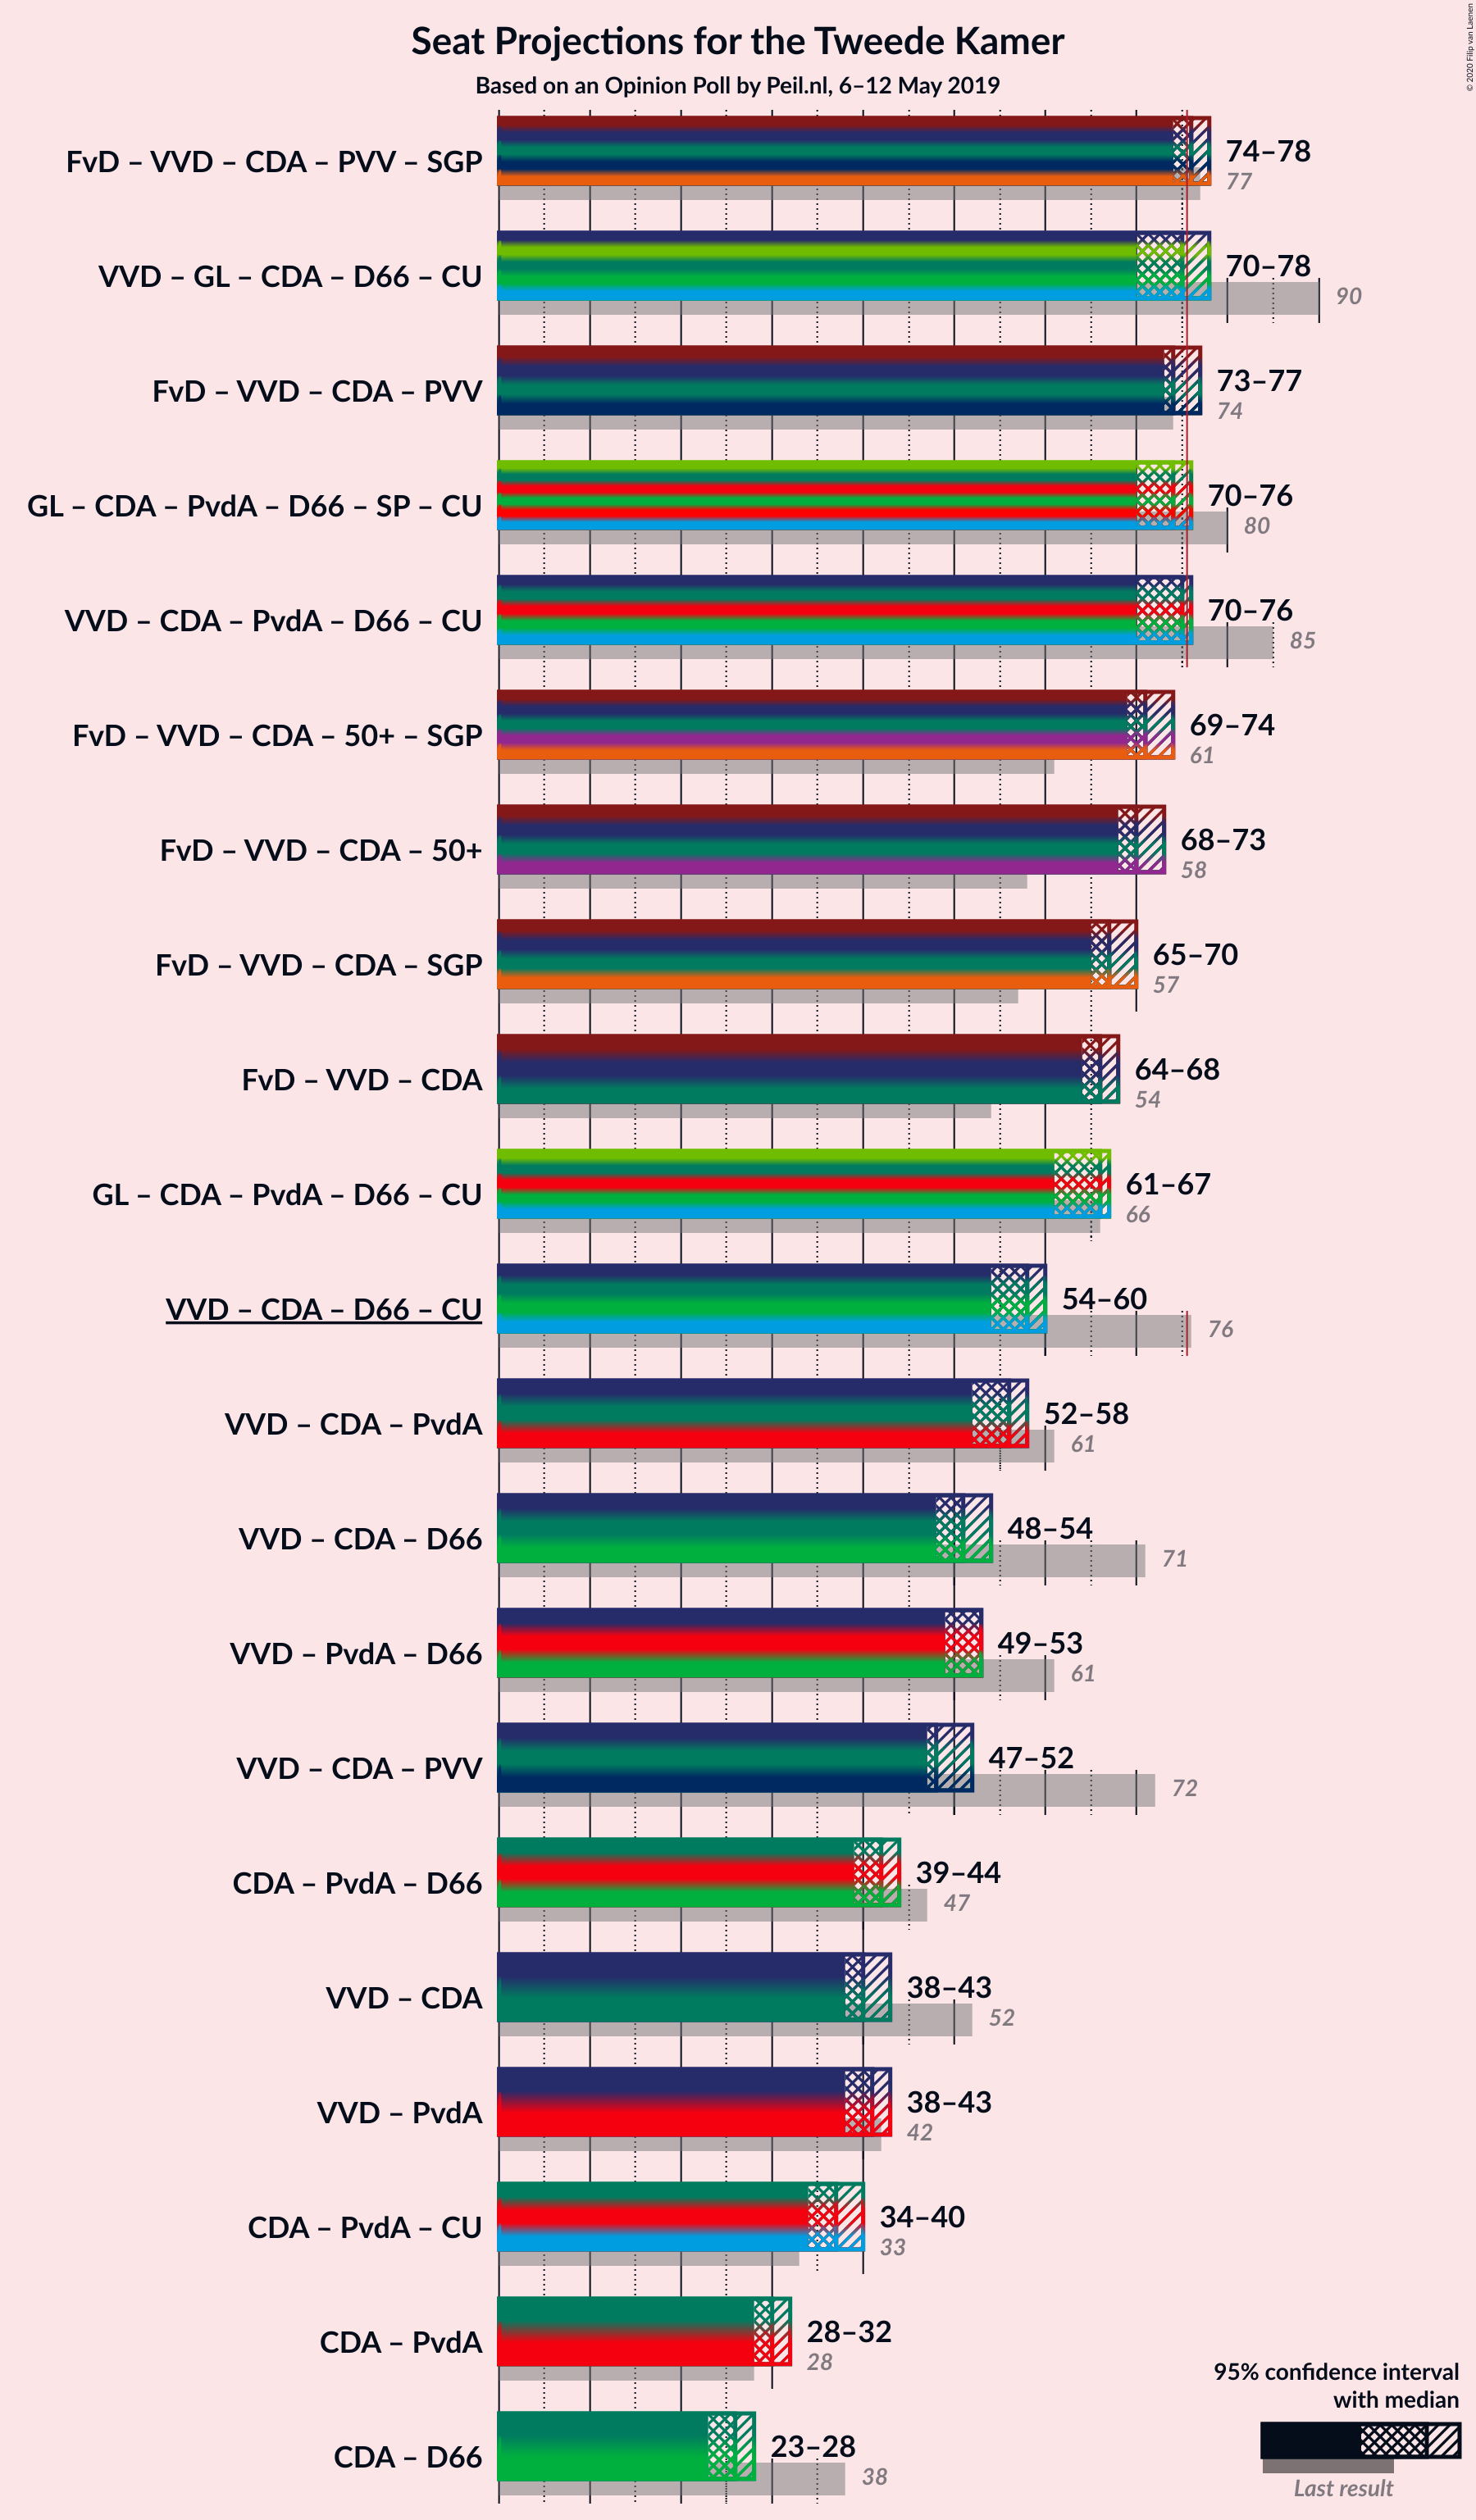 Seat Projections for the Tweede Kamer
Based on an Opinion Poll by Peil.nl, 6–12 May 2019
© 2020 Filip van Laenen
FvD – VVD – CDA – PVV – SGP
74–78
77
VVD – GL – CDA – D66 – CU
70–78
90
FvD – VVD – CDA – PVV
73–77
74
GL – CDA – PvdA – D66 – SP – CU
70–76
80
VVD – CDA – PvdA – D66 – CU
70–76
85
FvD – VVD – CDA – 50+ – SGP
69–74
61
FvD – VVD – CDA – 50+
68–73
58
FvD – VVD – CDA – SGP
65–70
57
FvD – VVD – CDA
64–68
54
GL – CDA – PvdA – D66 – CU
61–67
66
VVD – CDA – D66 – CU
54–60
76
VVD – CDA – PvdA
52–58
61
VVD – CDA – D66
48–54
71
VVD – PvdA – D66
49–53
61
VVD – CDA – PVV
47–52
72
CDA – PvdA – D66
39–44
47
VVD – CDA
38–43
52
VVD – PvdA
38–43
42
CDA – PvdA – CU
34–40
33
CDA – PvdA
28–32
28
CDA – D66
23–28
38
95% confidence interval
with median
Last result